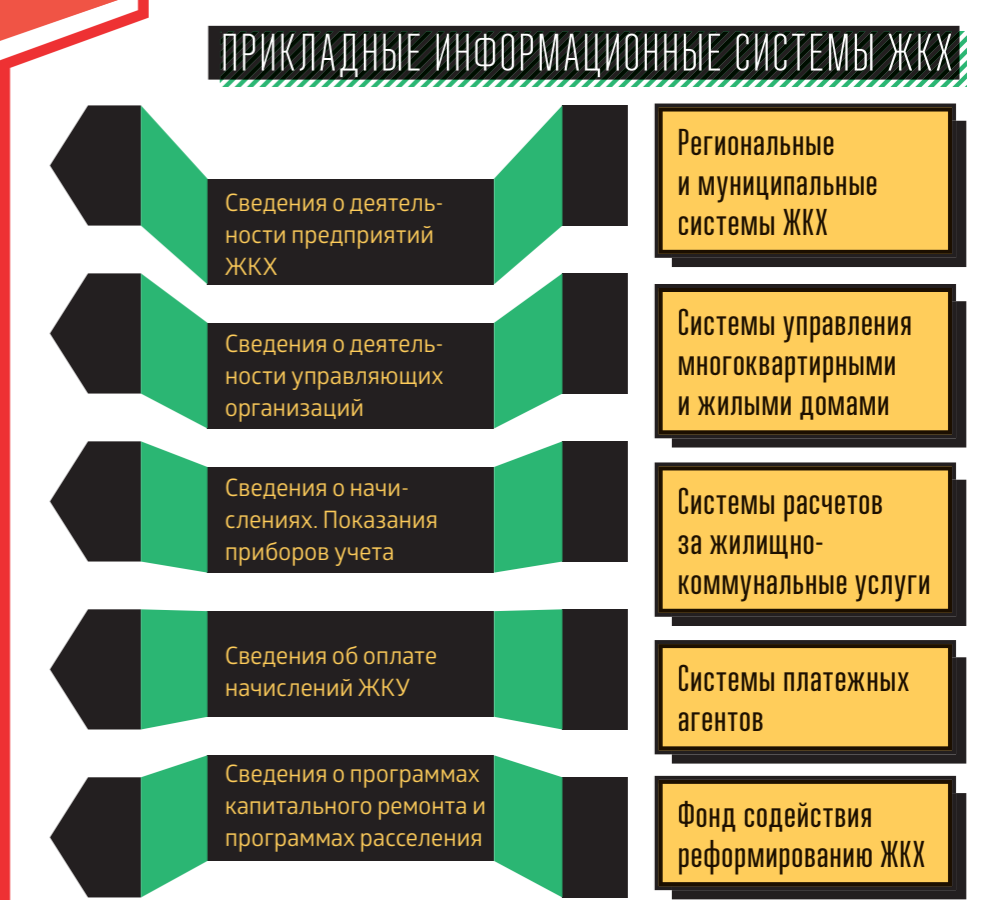 ПРИКЛАДНЫЕ ИНФОРМАЦИОННЫЕ СИСТЕМЫ ЖКХ
Сведения о деятель-
ности предприятий
ЖКХ
Региональные
и муниципальные
системы ЖКХ
Сведения о деятель-
ности управляющих
организаций
Системы управления
многоквартирными
и жилыми домами
Сведения о начи-
слениях. Показания
приборов учета
Системы расчетов
за жилищно-
коммунальные услуги
Сведения об оплате
начислений ЖКУ
Системы платежных
агентов
Сведения о программах
капитального ремонта и
программах расселения
Фонд содействия
реформированию ЖКХ